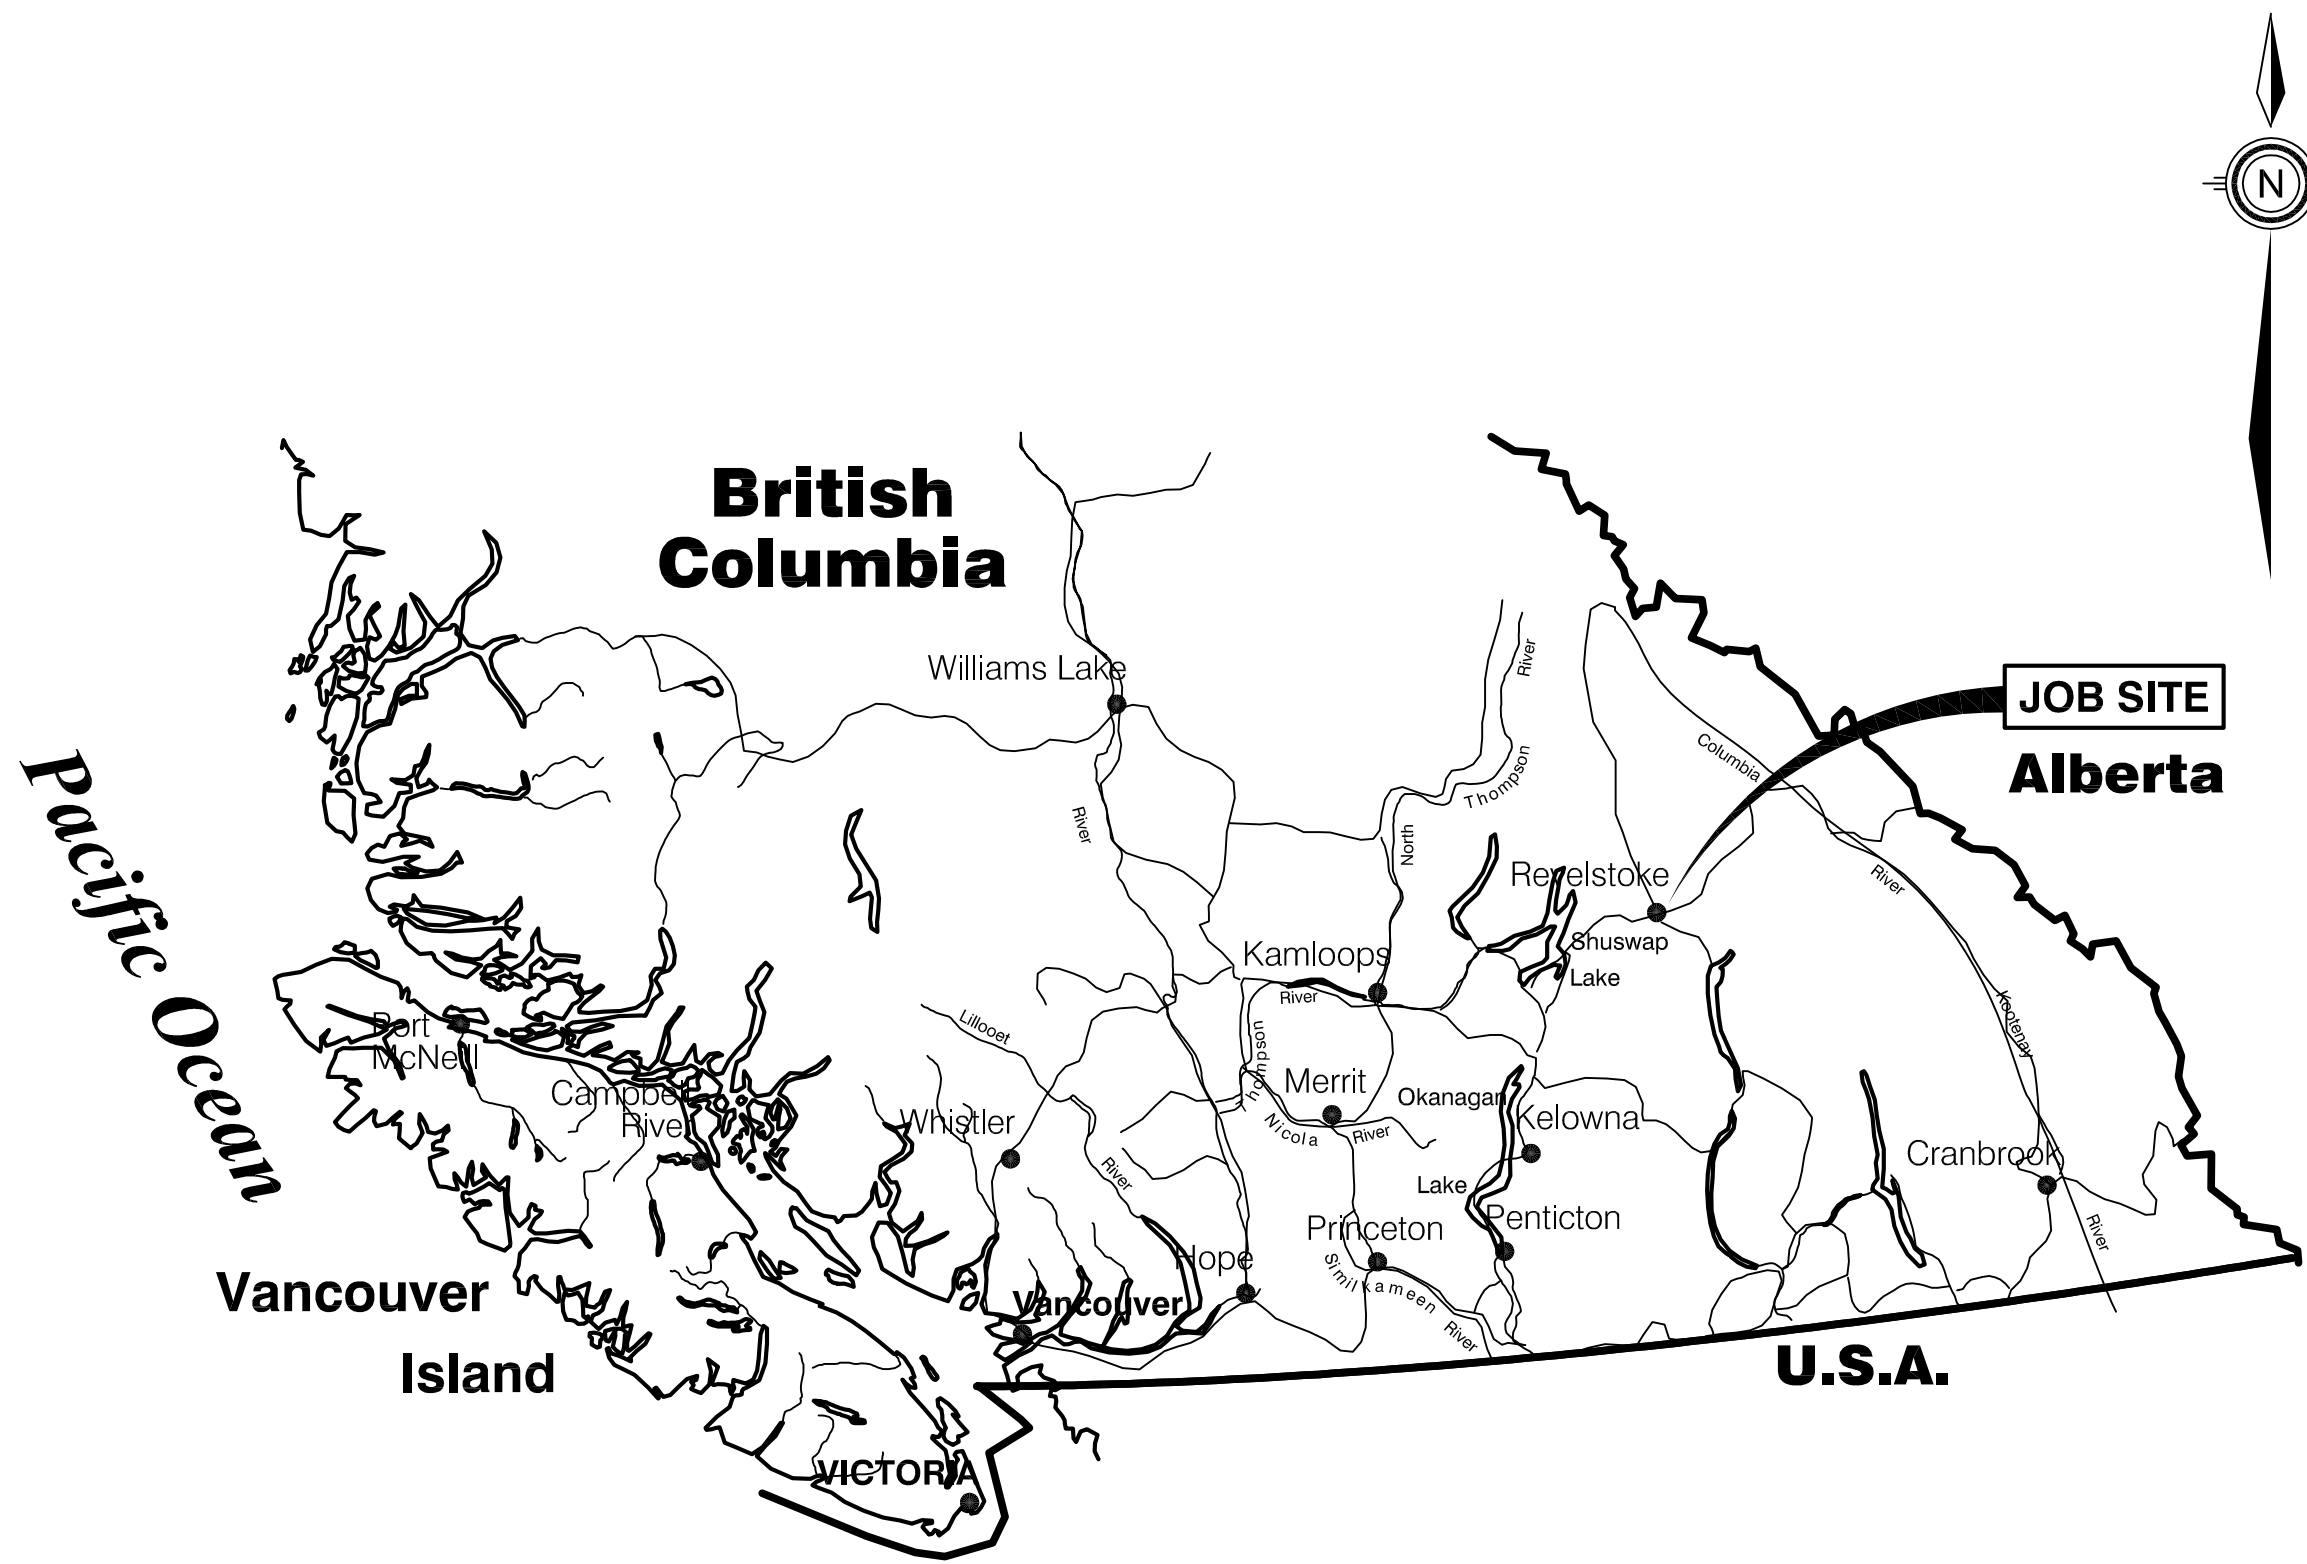 N
British
Columbia
Williams Lake
River
JOB SITE
Alberta
Columbia
Thompson
River
North
Pacific Ocean
Revelstoke
River
Shuswap
Lake
Kamloops
River
Port
McNeill
Lillooet
Thompson
Kootenay
Merrit
Okanagan
Campbell
River
Whistler
Nicola
River
Kelowna
Cranbrook
River
Lake
Penticton
Princeton
River
Hope
Similkameen
River
Vancouver
Island
Vancouver
U.S.A.
VICTORIA